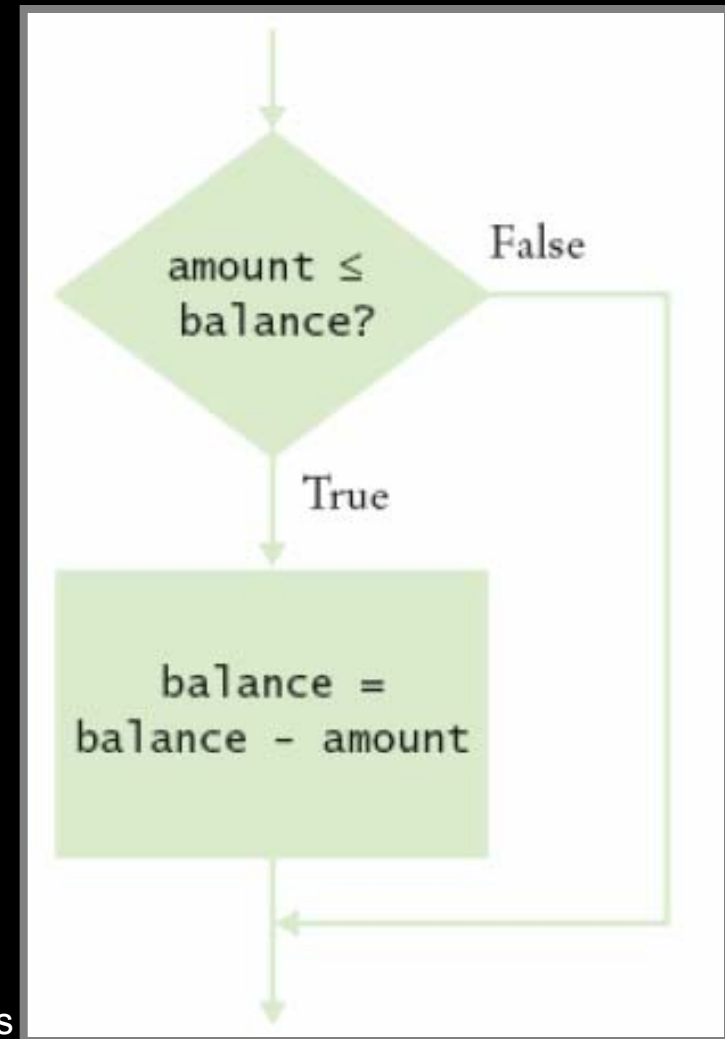 amount ≤
balance?
False
True
balance =
balance - amount
s